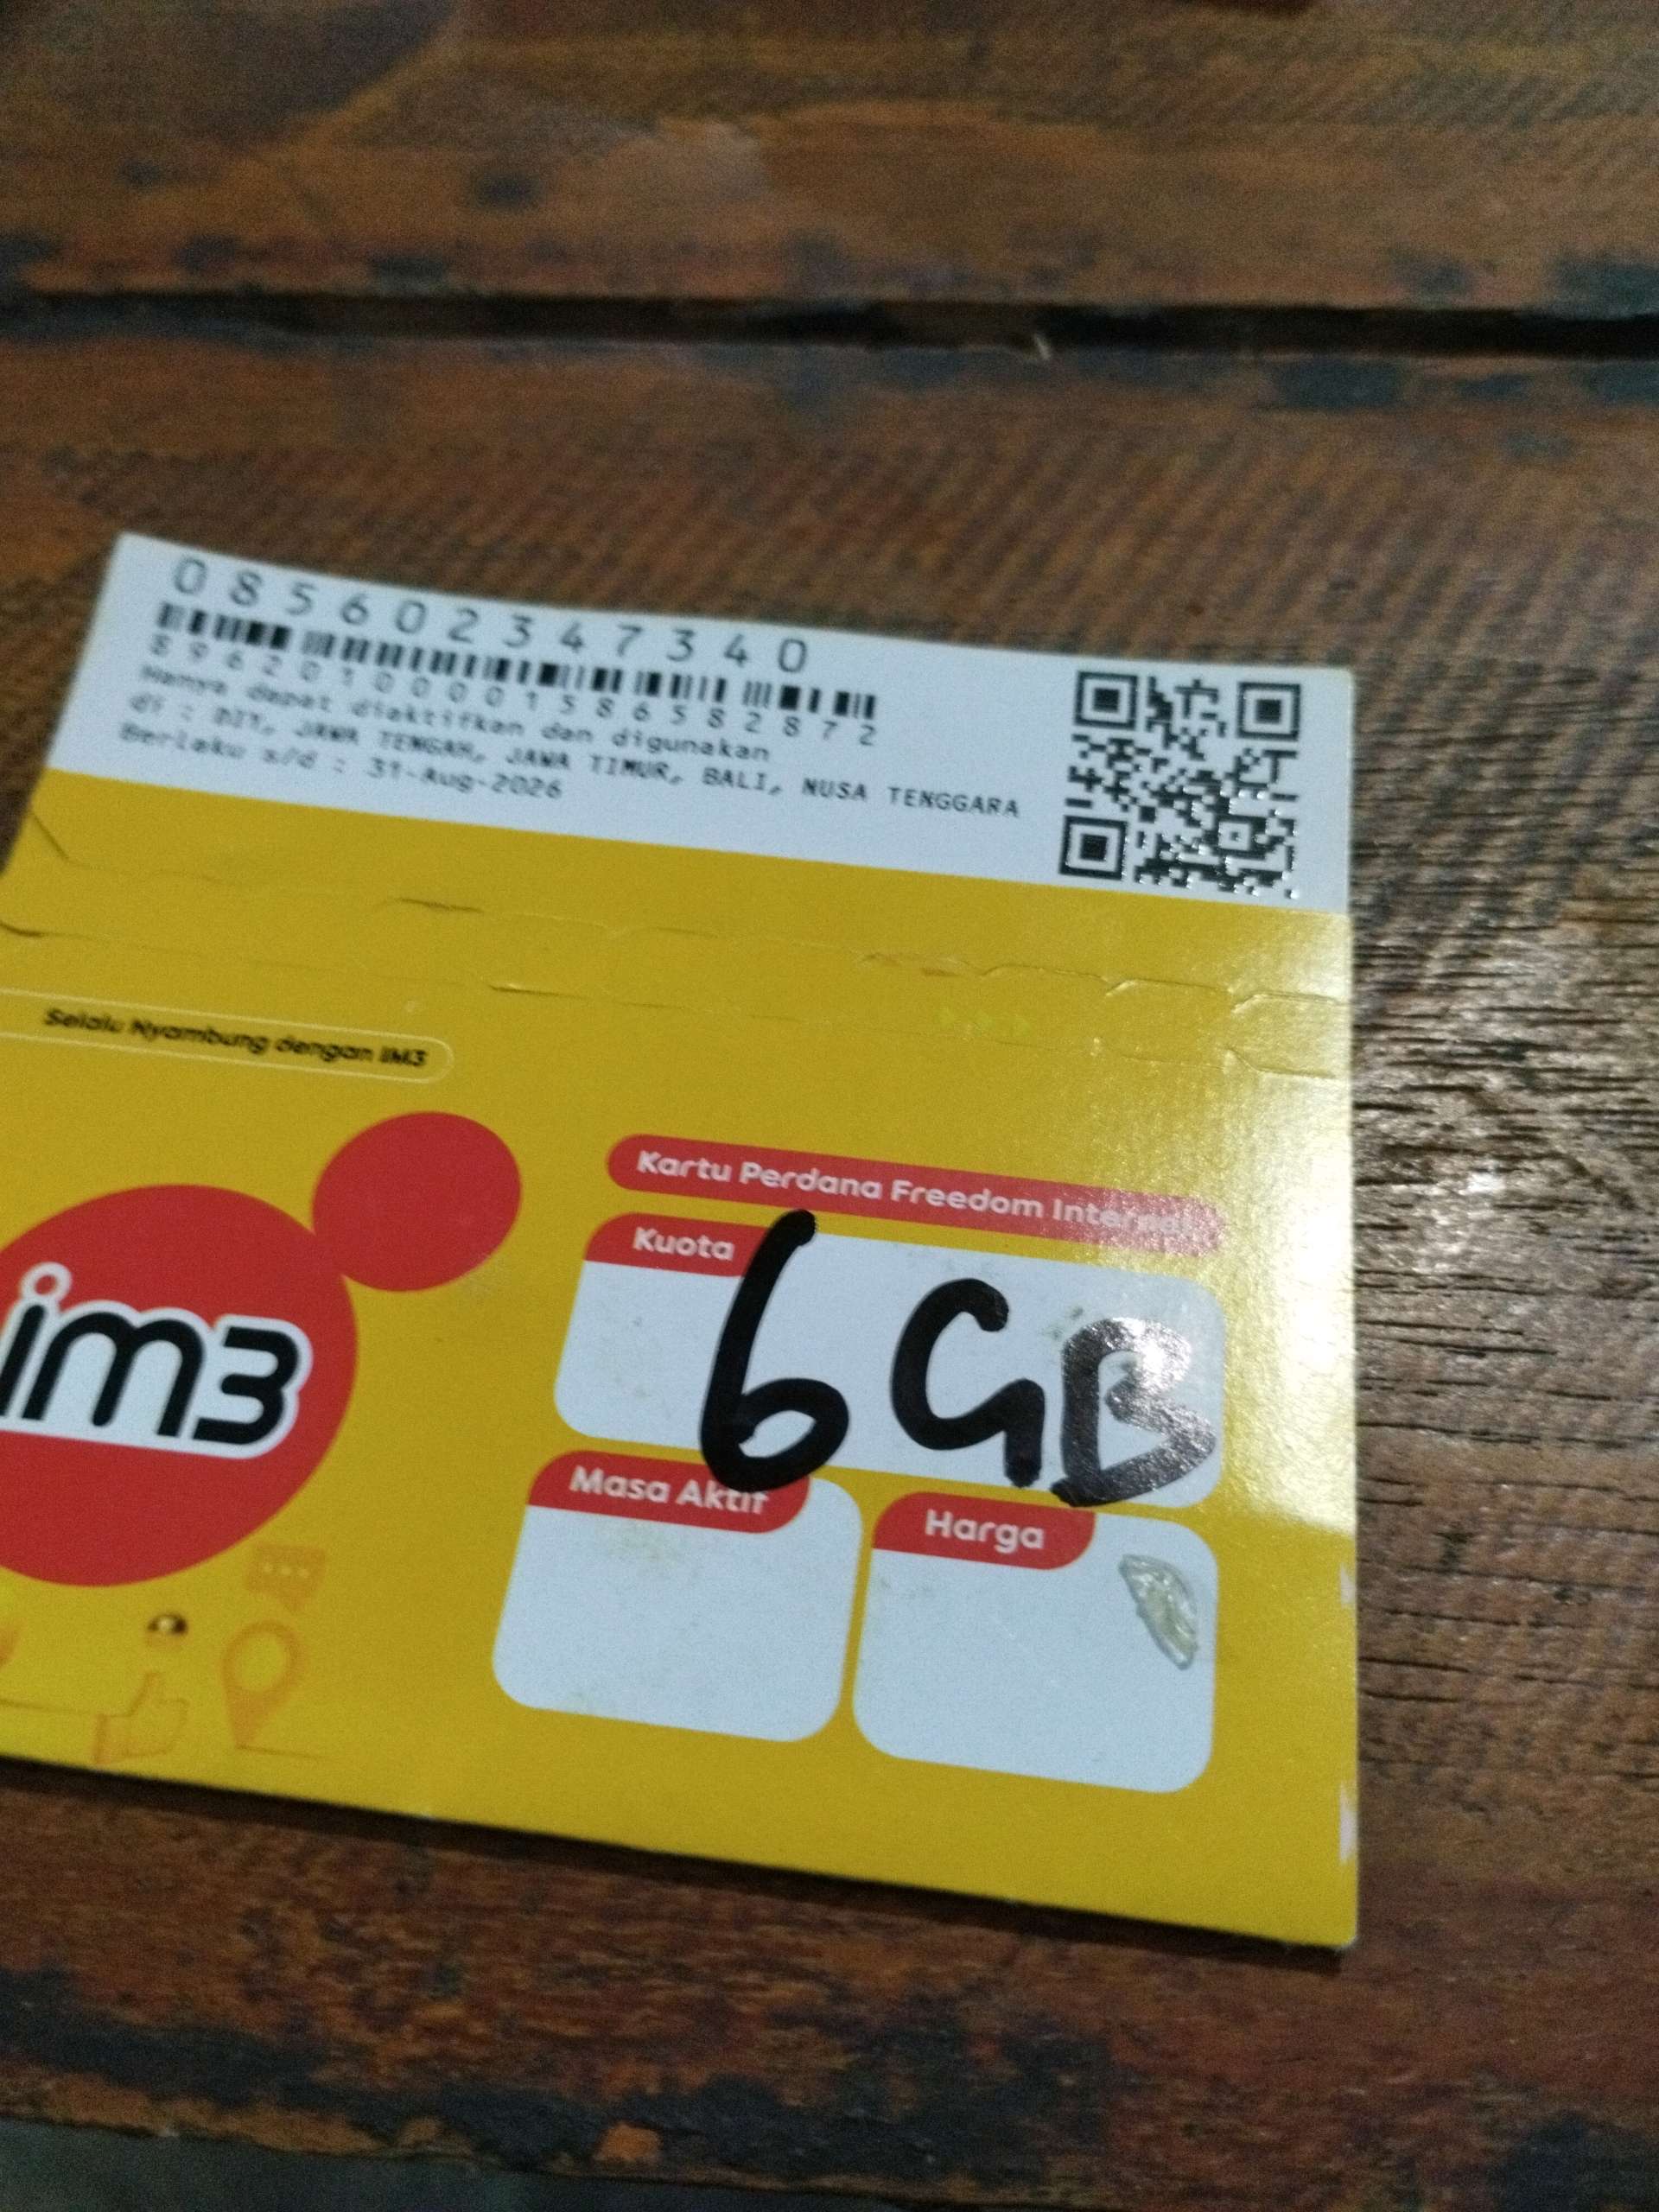 085602347340
89620100001586582872
Hanya dapat diaktifkan dan digunakan
di : DIY, JAWA TENGAH, JAWA TIMUR, BALI, NUSA TENGGARA
Berlaku s/d : 31-Aug-2026
Selalu Nyambung dengan IM3
im3
Kartu Perdana Freedom Internet
Kuota
6GB
Masa Aktif
Harga